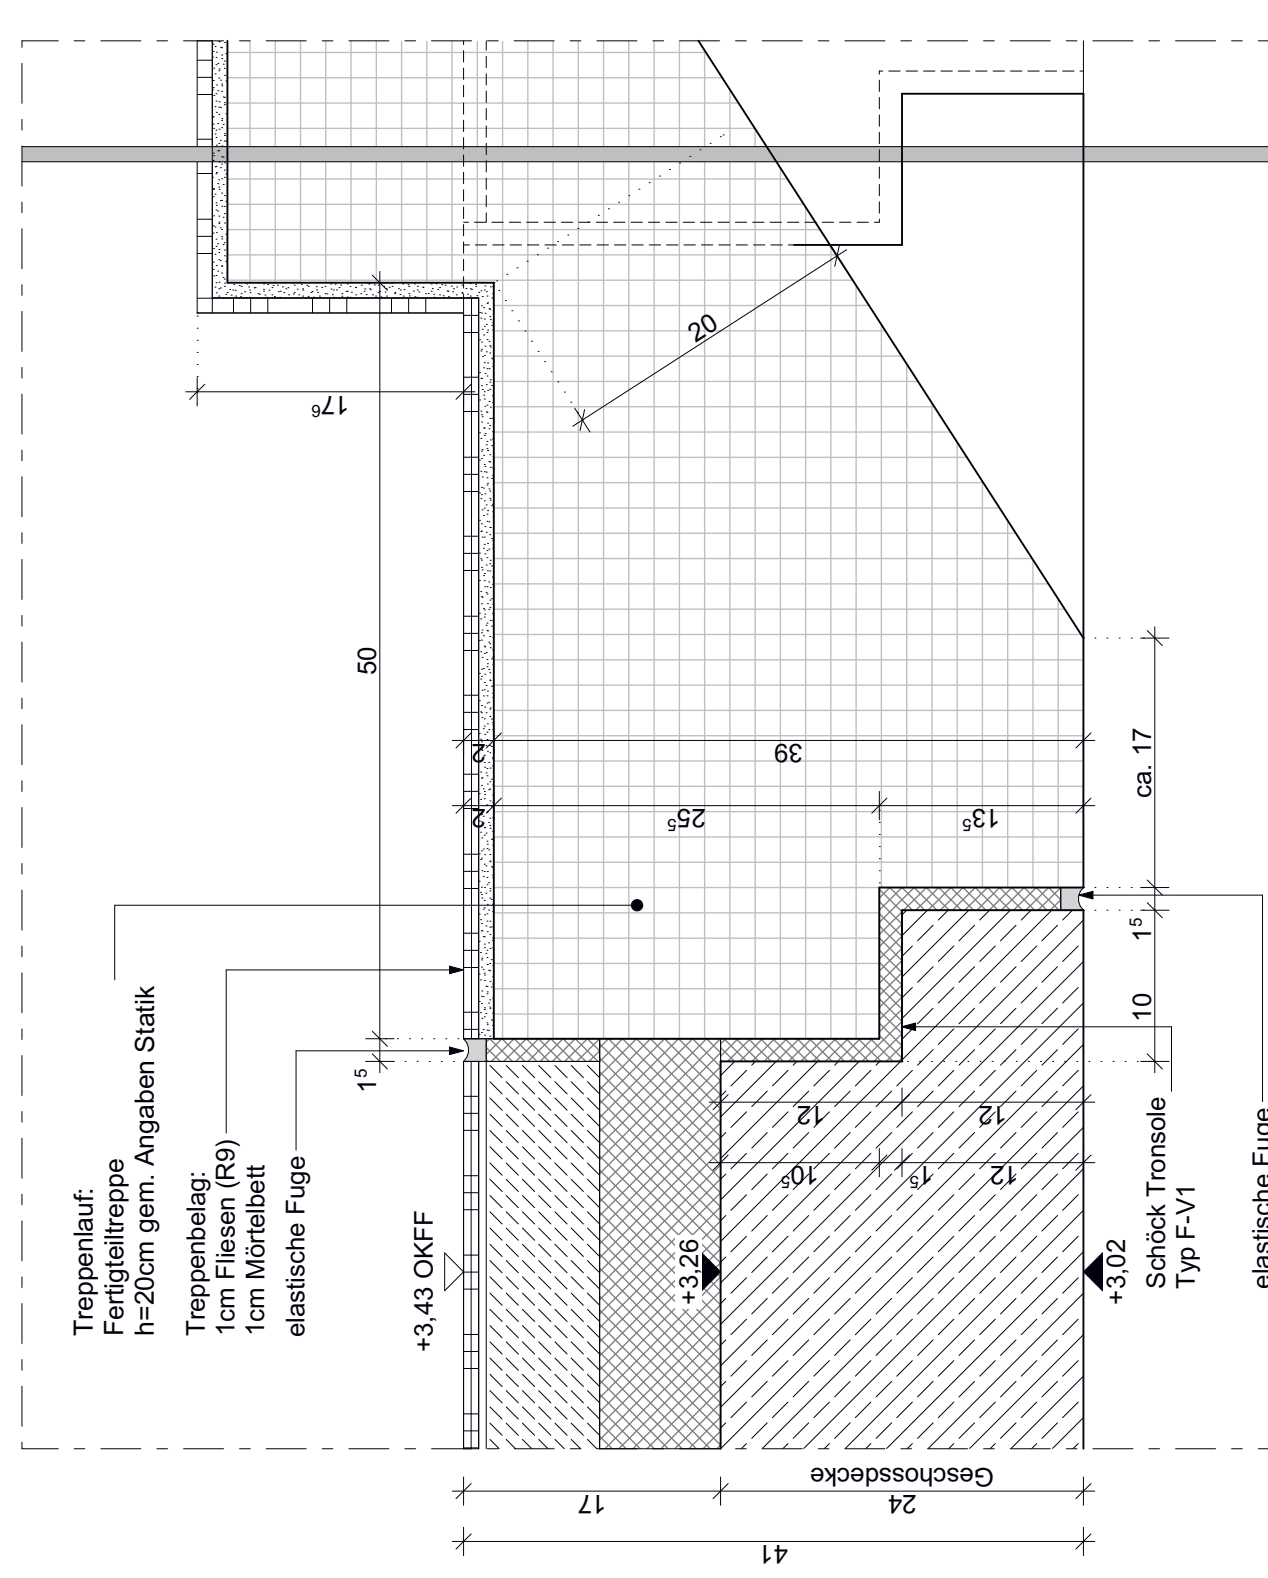 Treppenlauf:
Fertigteiltreppe
h=20cm gem. Angaben Statik
Treppenbelag:
1cm Fliesen (R9)
1cm Mörtelbett
elastische Fuge
+3,43 OKFF
+3,26
+3,02
Schöck Tronsole
Typ F-V1
elastische Fuge
Geschossdecke
17⁶
50
20
1⁵
2
39
2
25⁵
13⁵
ca. 17
1⁵
10
12
12
10⁵
1⁵
12
17
24
41